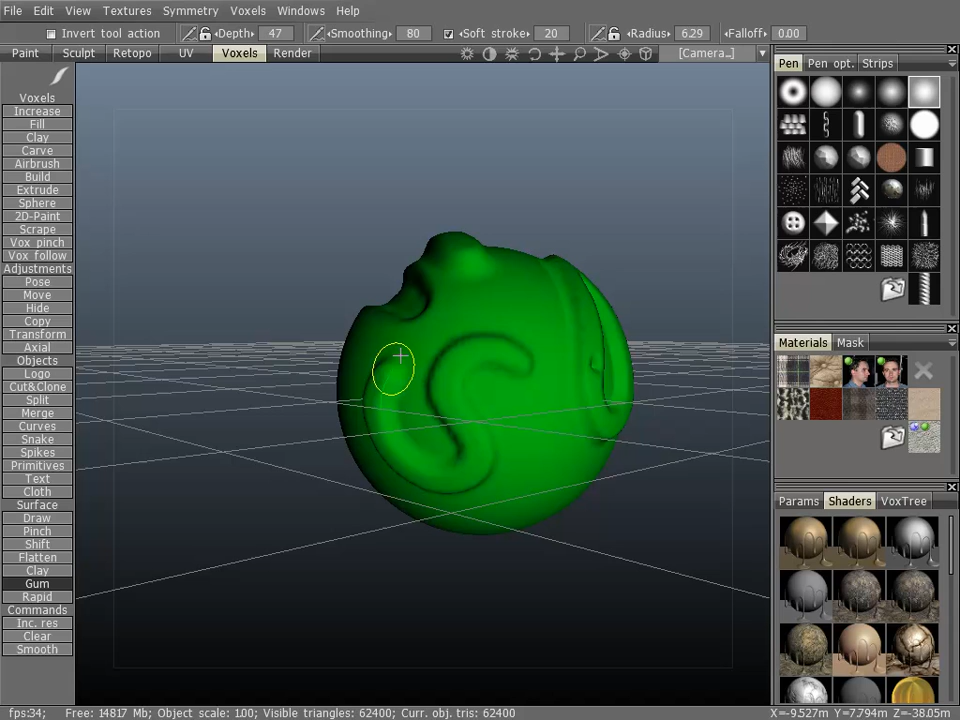 File Edit View Textures Symmetry Voxels Windows Help
Invert tool action Depth: 47 Smoothing: 80 Soft stroke: 20 Radius: 6.29 Falloff: 0.00
Paint Sculpt Retopo UV Voxels Render [Camera..]
Pen Pen opt. Strips
Voxels
Increase
Fill
Clay
Carve
Airbrush
Build
Extrude
Sphere
2D-Paint
Scrape
Vox pinch
Vox follow
Adjustments
Pose
Move
Hide
Copy
Transform
Axial
Objects
Logo
Cut&Clone
Split
Merge
Curves
Snake
Spikes
Primitives
Text
Cloth
Surface
Draw
Pinch
Shift
Flatten
Clay
Gum
Rapid
Commands
Inc. res
Clear
Smooth
Materials Mask
Params Shaders VoxTree
fps:34; Free: 14817 Mb; Object scale: 1.00; Visible triangles: 62400; Curr. obj. tris: 62400
X=-9.527m Y=7.794m Z=-38.05m